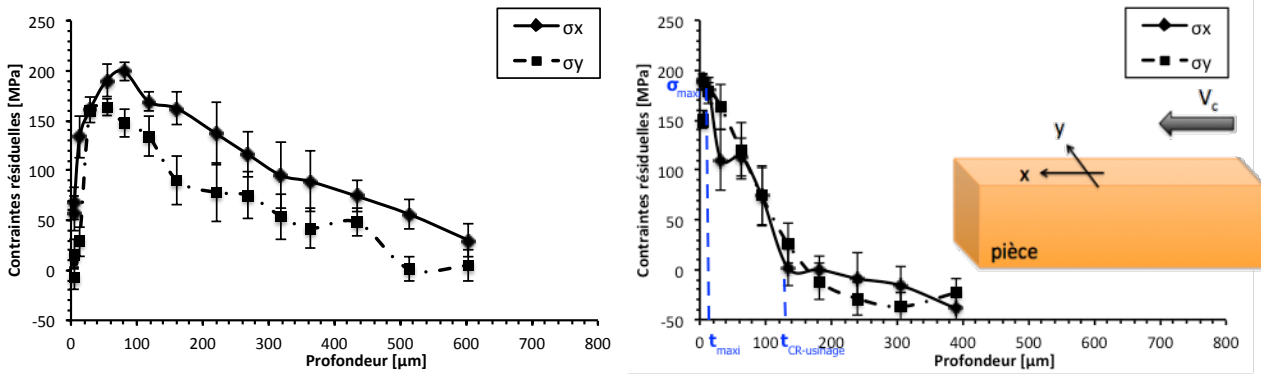 250
200
150
100
50
0
-50
Contraintes résiduelles [MPa]
0 100 200 300 400 500 600 700 800
Profondeur [µm]
σx
σy
250
200
150
100
50
0
-50
Contraintes résiduelles [MPa]
0 100 200 300 400 500 600 700 800
Profondeur [µm]
σx
σy
σmaxi
tmaxi
tCR-usinage
Vc
y
x
pièce